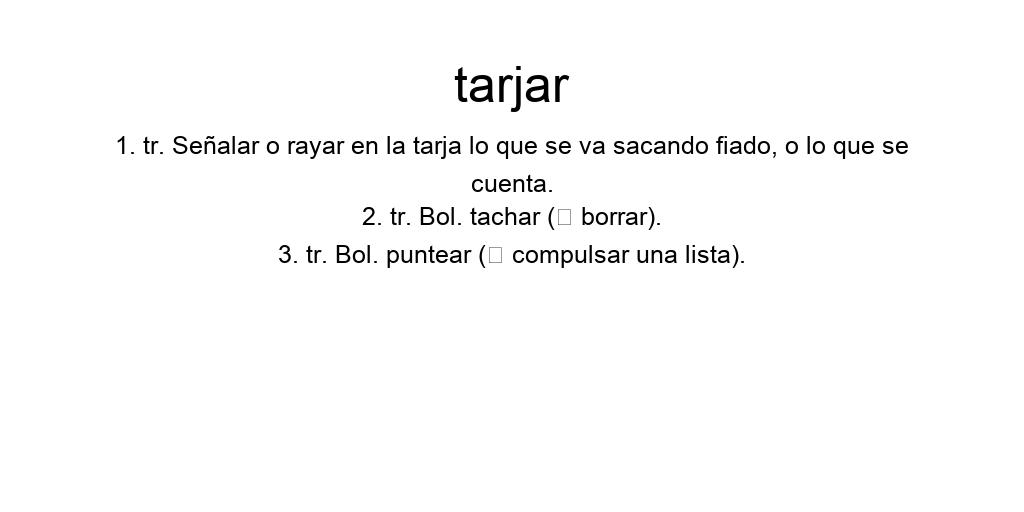 tarjar
1. tr. Señalar o rayar en la tarja lo que se va sacando fiado, o lo que se
cuenta.
2. tr. Bol. tachar (□ borrar).
3. tr. Bol. puntear (□ compulsar una lista).